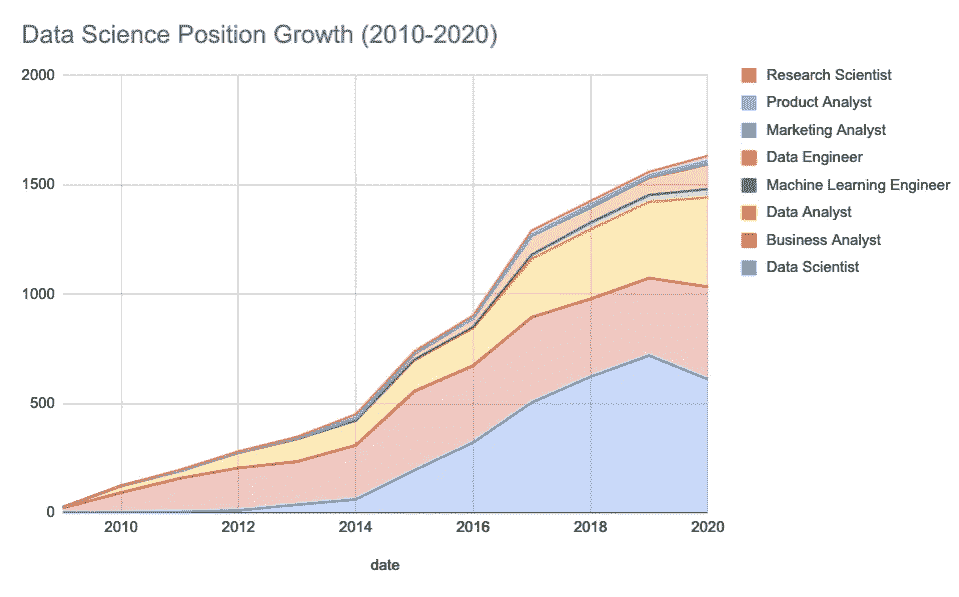 Data Science Position Growth (2010-2020)
2000
1500
1000
500
0
2010 2012 2014 2016 2018 2020
date
Research Scientist
Product Analyst
Marketing Analyst
Data Engineer
Machine Learning Engineer
Data Analyst
Business Analyst
Data Scientist